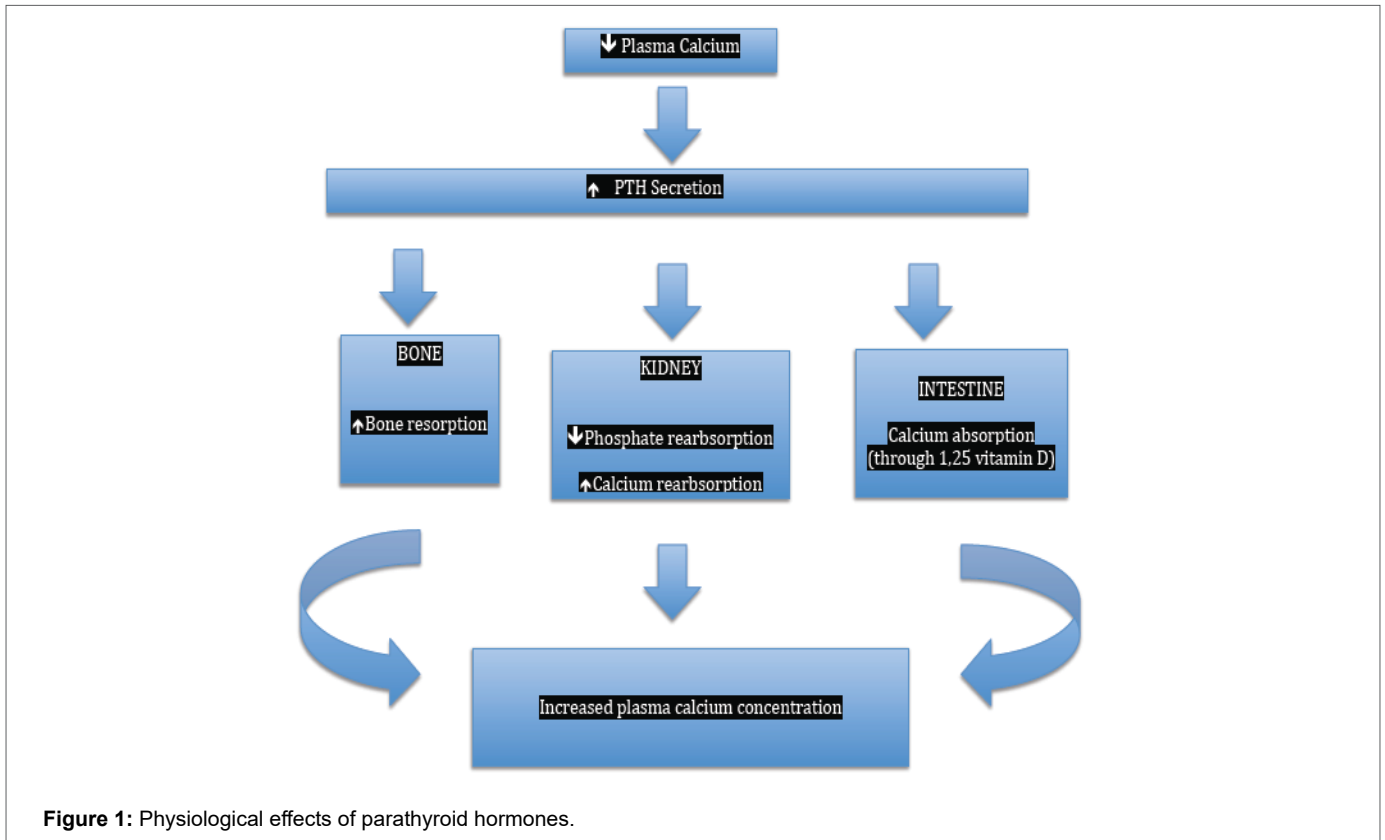 ↓ Plasma Calcium
↑ PTH Secretion
BONE
↑Bone resorption
KIDNEY
↓Phosphate rearbsorption
↑Calcium rearbsorption
INTESTINE
Calcium absorption
(through 1,25 vitamin D)
Increased plasma calcium concentration
Figure 1: Physiological effects of parathyroid hormones.